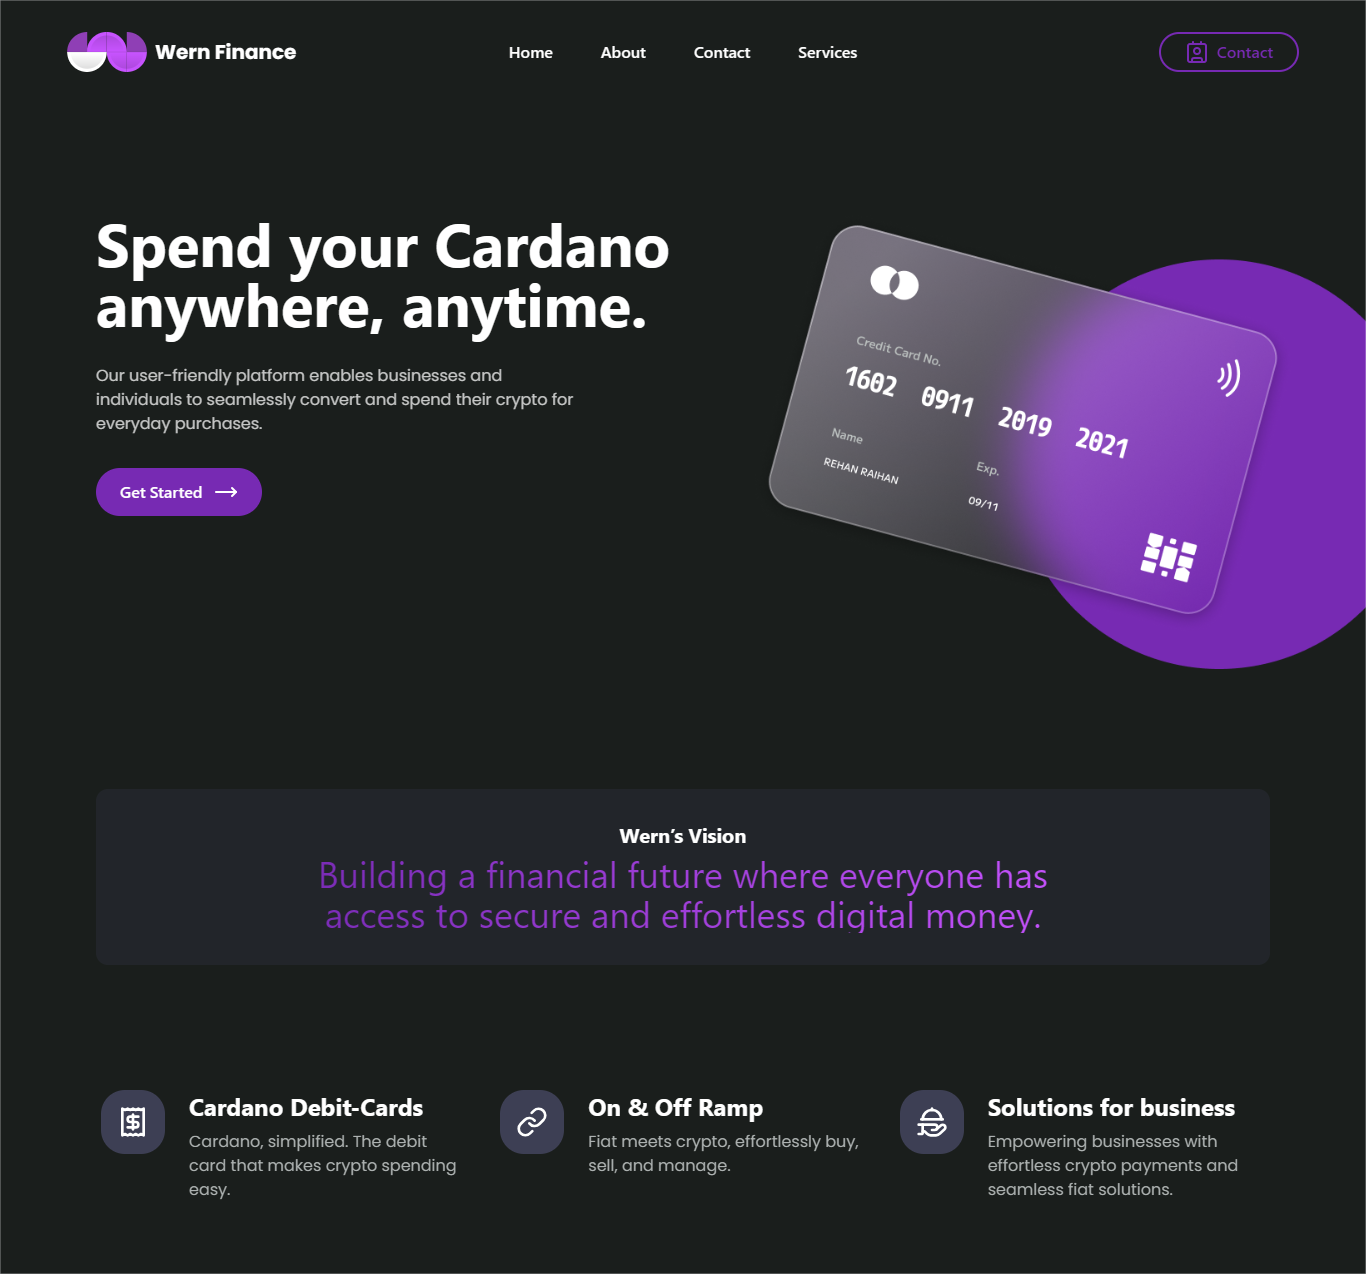 Wern Finance
Home
About
Contact
Services
Contact
Spend your Cardano
anywhere, anytime.
Our user-friendly platform enables businesses and
individuals to seamlessly convert and spend their crypto for
everyday purchases.
Get Started
Credit Card No.
1602 0911 2019 2021
Name
Exp.
REHAN RAIHAN
09/11
Wern's Vision
Building a financial future where everyone has
access to secure and effortless digital money.
Cardano Debit-Cards
Cardano, simplified. The debit
card that makes crypto spending
easy.
On & Off Ramp
Fiat meets crypto, effortlessly buy,
sell, and manage.
Solutions for business
Empowering businesses with
effortless crypto payments and
seamless fiat solutions.